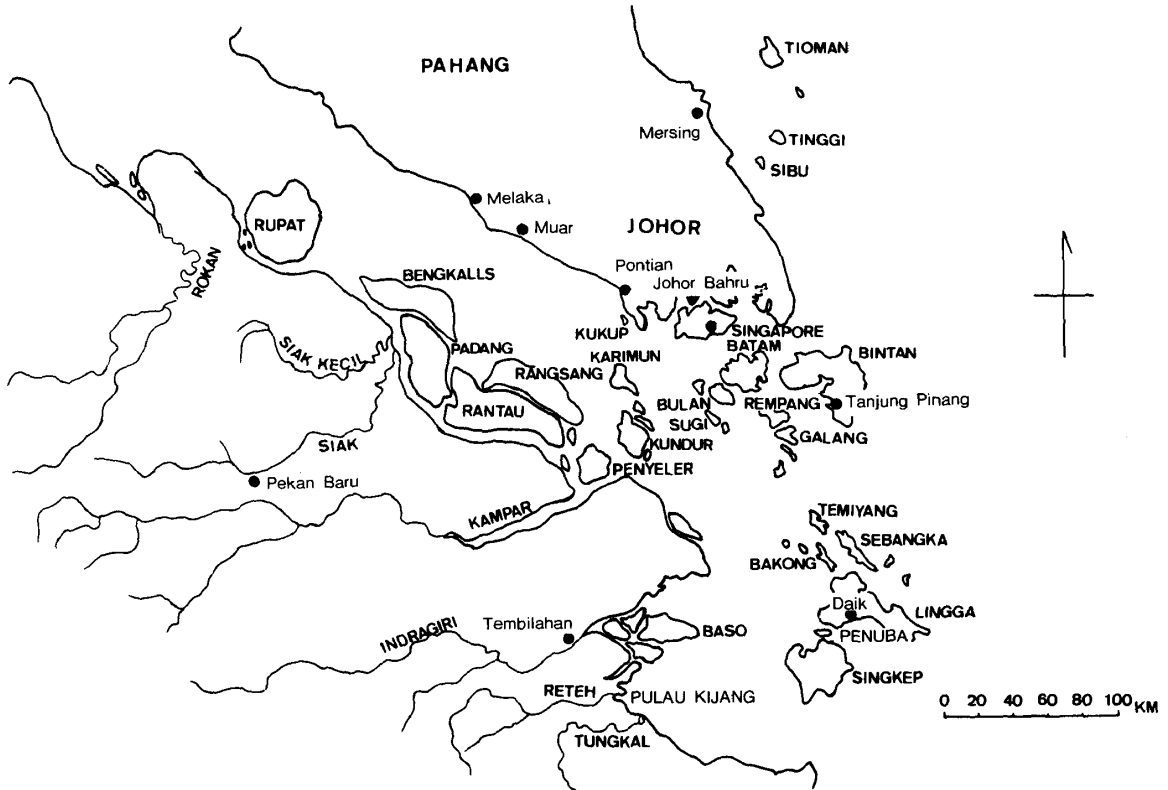 TIOMAN
PAHANG
Mersing
TINGGI
SIBU
Melaka
RUPAT
Muar
JOHOR
ROKAN
BENGKALLS
Pontian
Johor Bahru
KUKUP
SINGAPORE
SIAK KECIL
PADANG
KARIMUN
BATAM
BINTAN
RANGSANG
RANTAU
BULAN
REMPANG
Tanjung Pinang
SUGI
SIAK
KUNDUR
GALANG
PENYELER
Pekan Baru
KAMPAR
TEMIYANG
SEBANGKA
BAKONG
Daik
LINGGA
Tembilahan
BASO
PENUBA
INDRAGIRI
SINGKEP
RETEH
PULAU KIJANG
0 20 40 60 80 100 KM
TUNGKAL